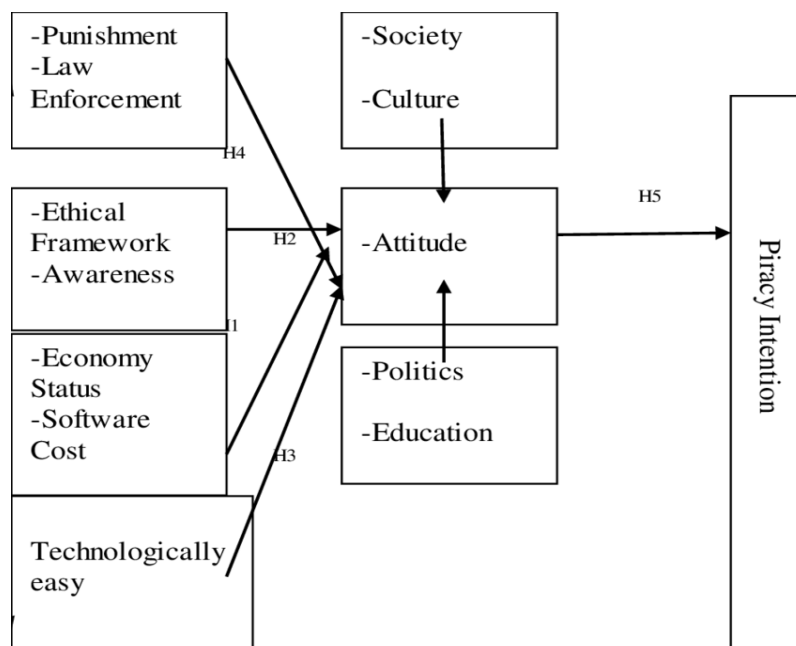 -Punishment
-Law
Enforcement
H4
-Society
-Culture
-Ethical
Framework
-Awareness
H2
-Attitude
H5
-Economy
Status
-Software
Cost
H3
-Politics
-Education
Technologically
easy
Piracy Intention